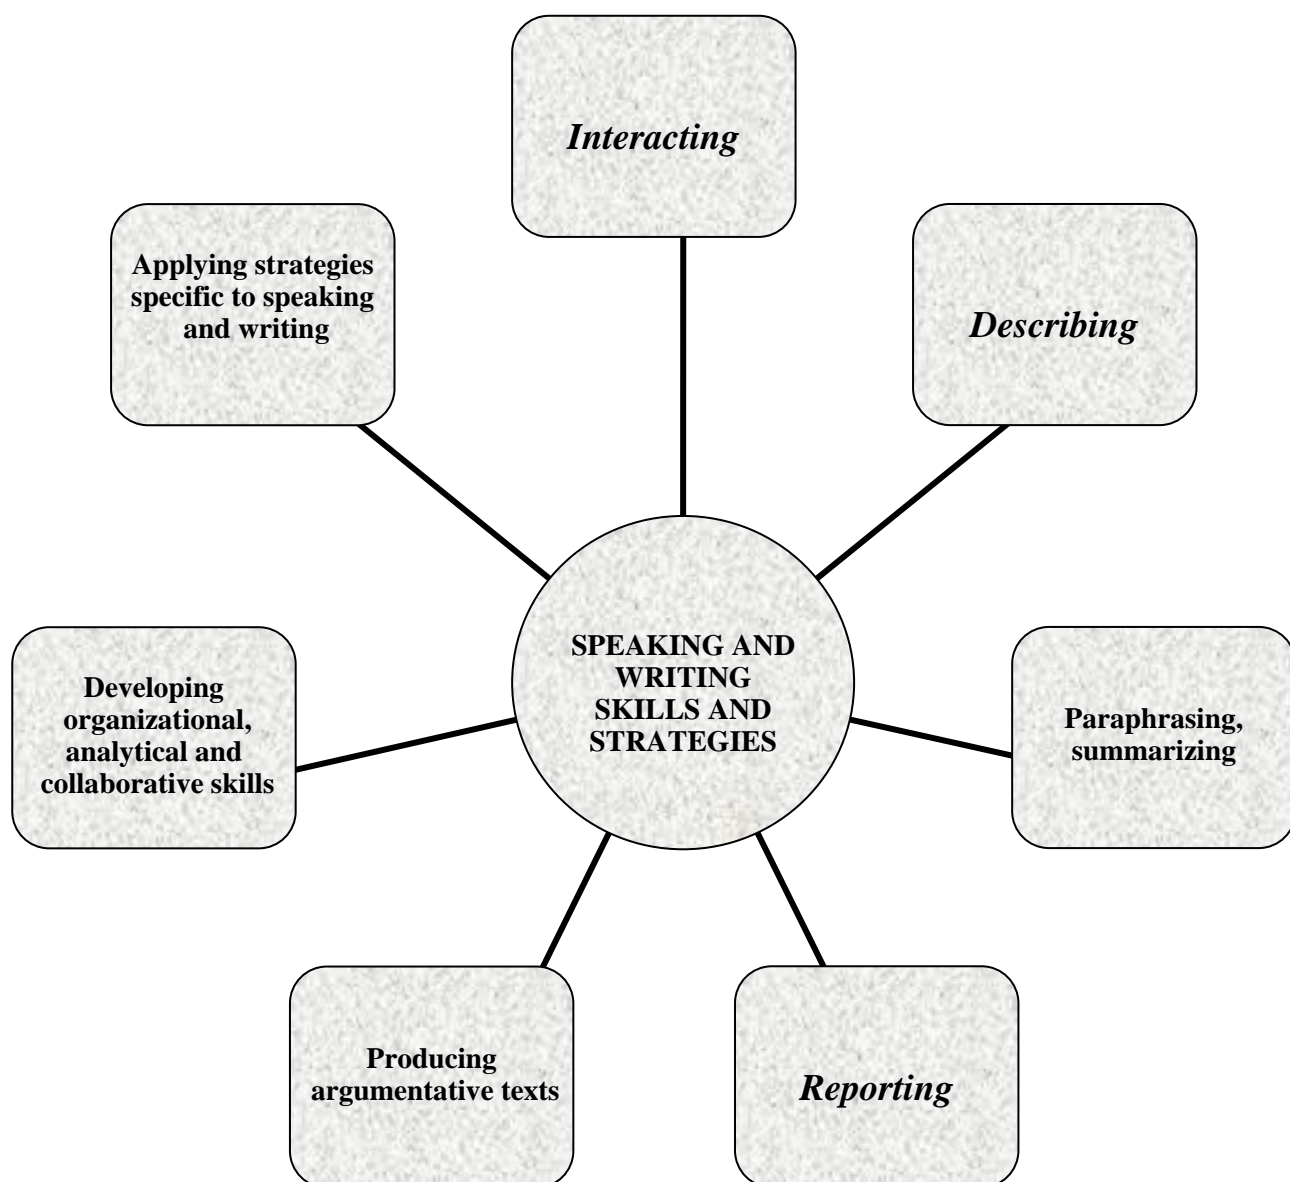 Interacting
Applying strategies
specific to speaking
and writing
Describing
SPEAKING AND
WRITING
SKILLS AND
STRATEGIES
Developing
organizational,
analytical and
collaborative skills
Paraphrasing,
summarizing
Producing
argumentative texts
Reporting